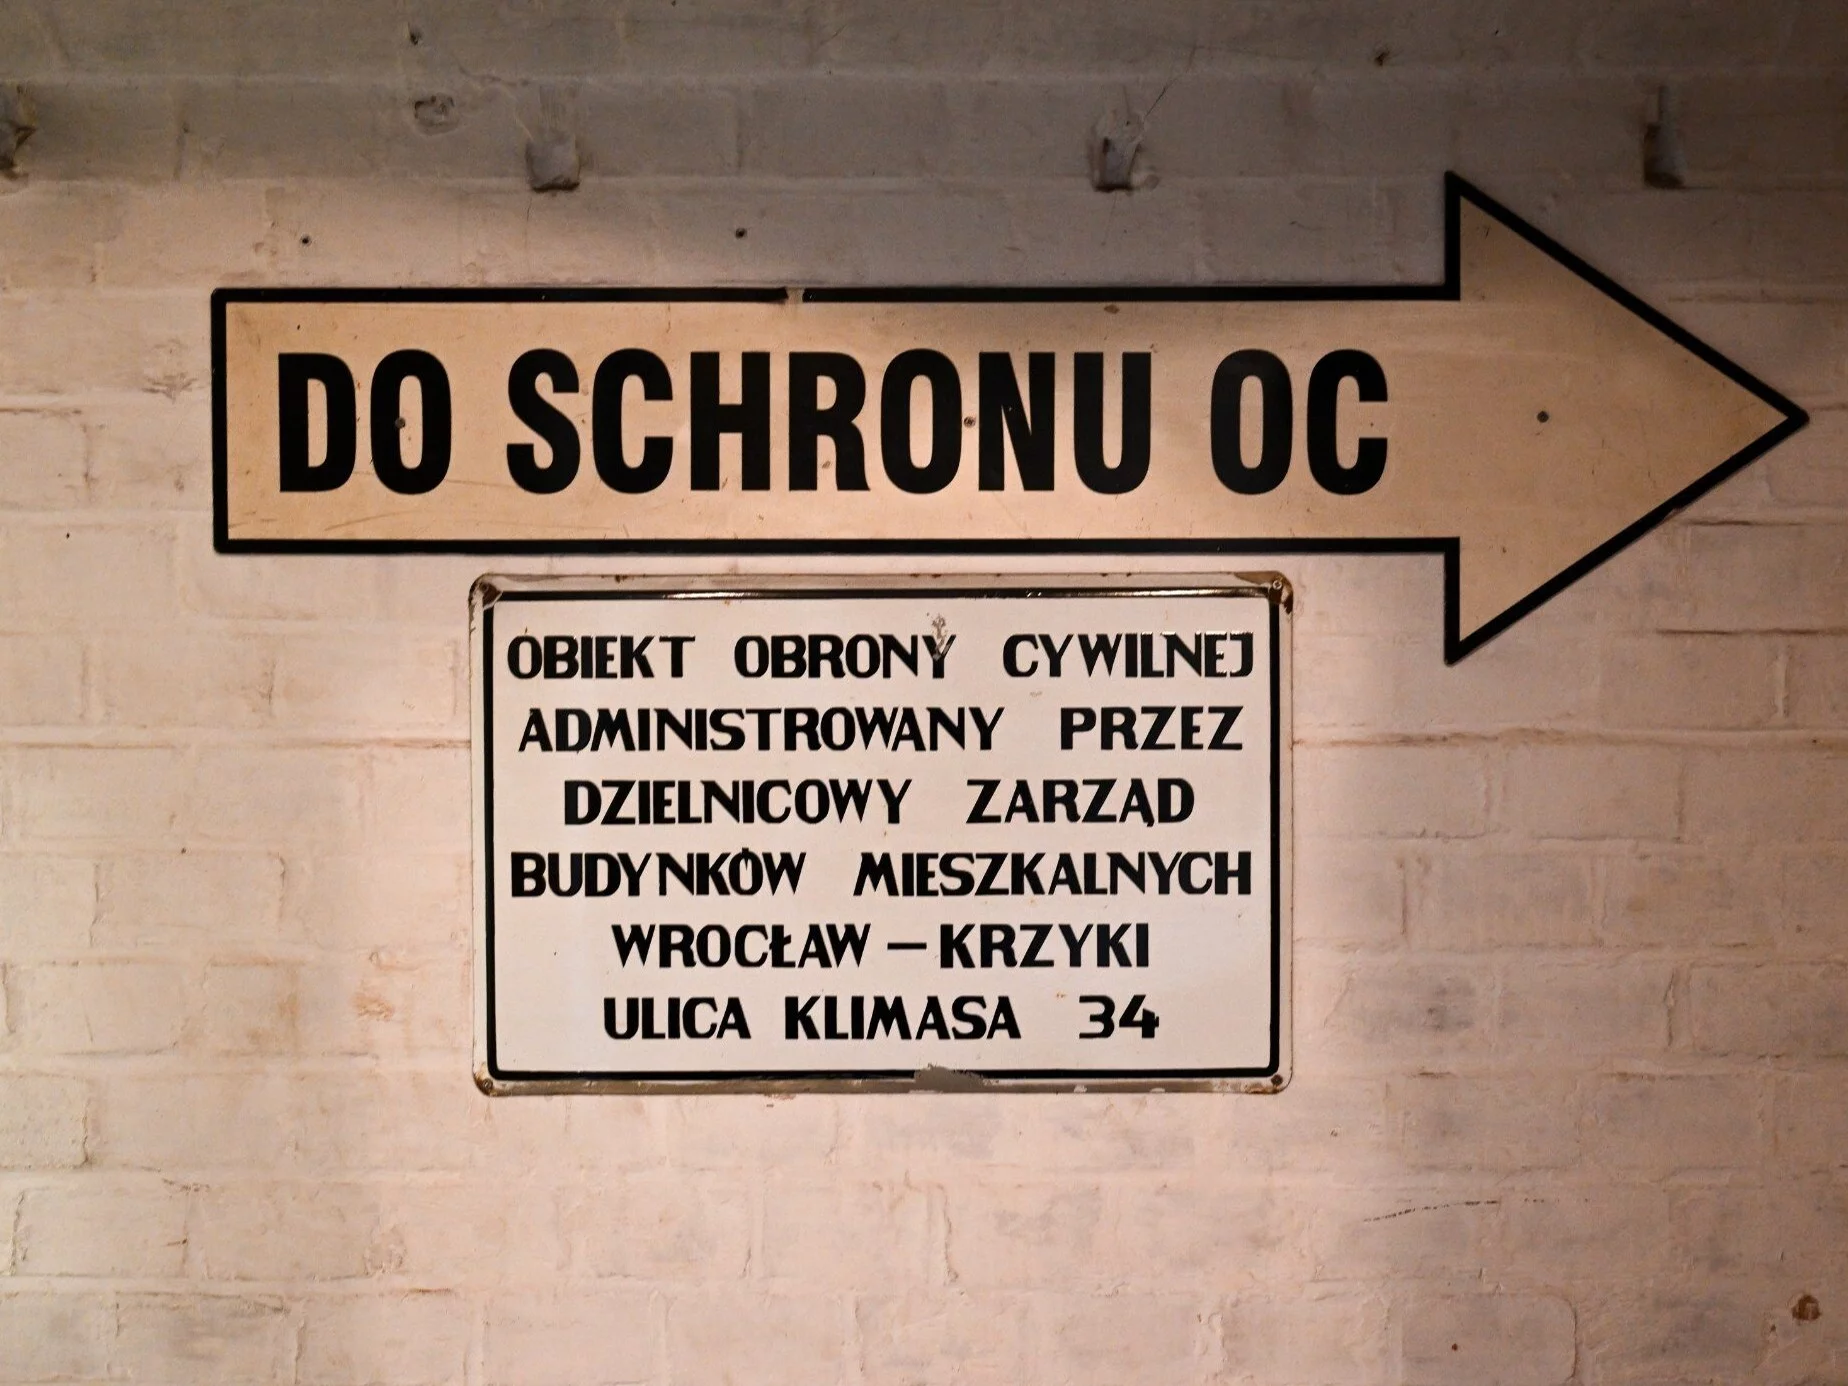 DO SCHRONU OC
OBIEKT OBRONY CYWILNEJ
ADMINISTROWANY PRZEZ
DZIELNICOWY ZARZĄD
BUDYNKÓW MIESZKALNYCH
WROCŁAW – KRZYKI
ULICA KLIMASA 34